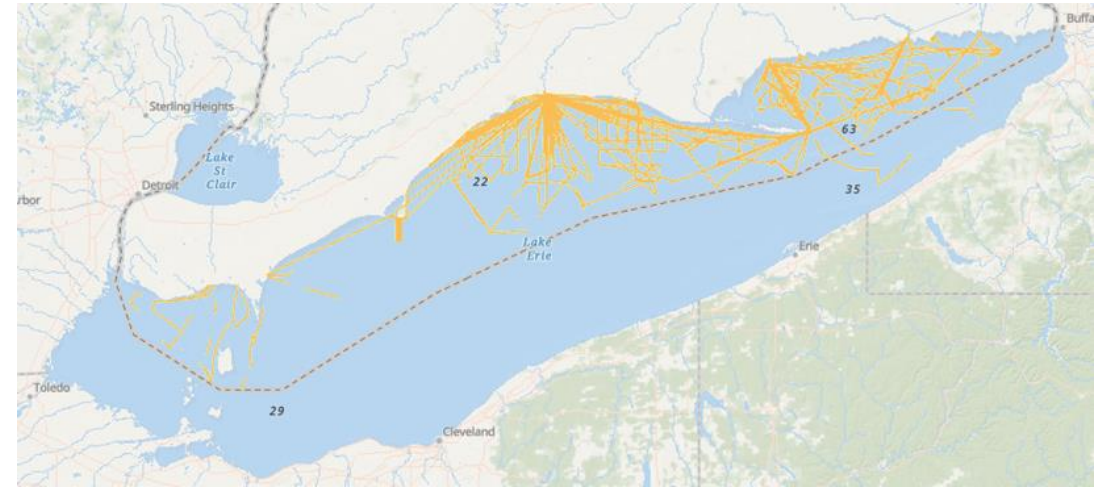 Buffa
Sterling Heights
Lake
St
Clair
63
Detroit
22
35
rbor
Lake
Erie
Erie
Toledo
29
Cleveland